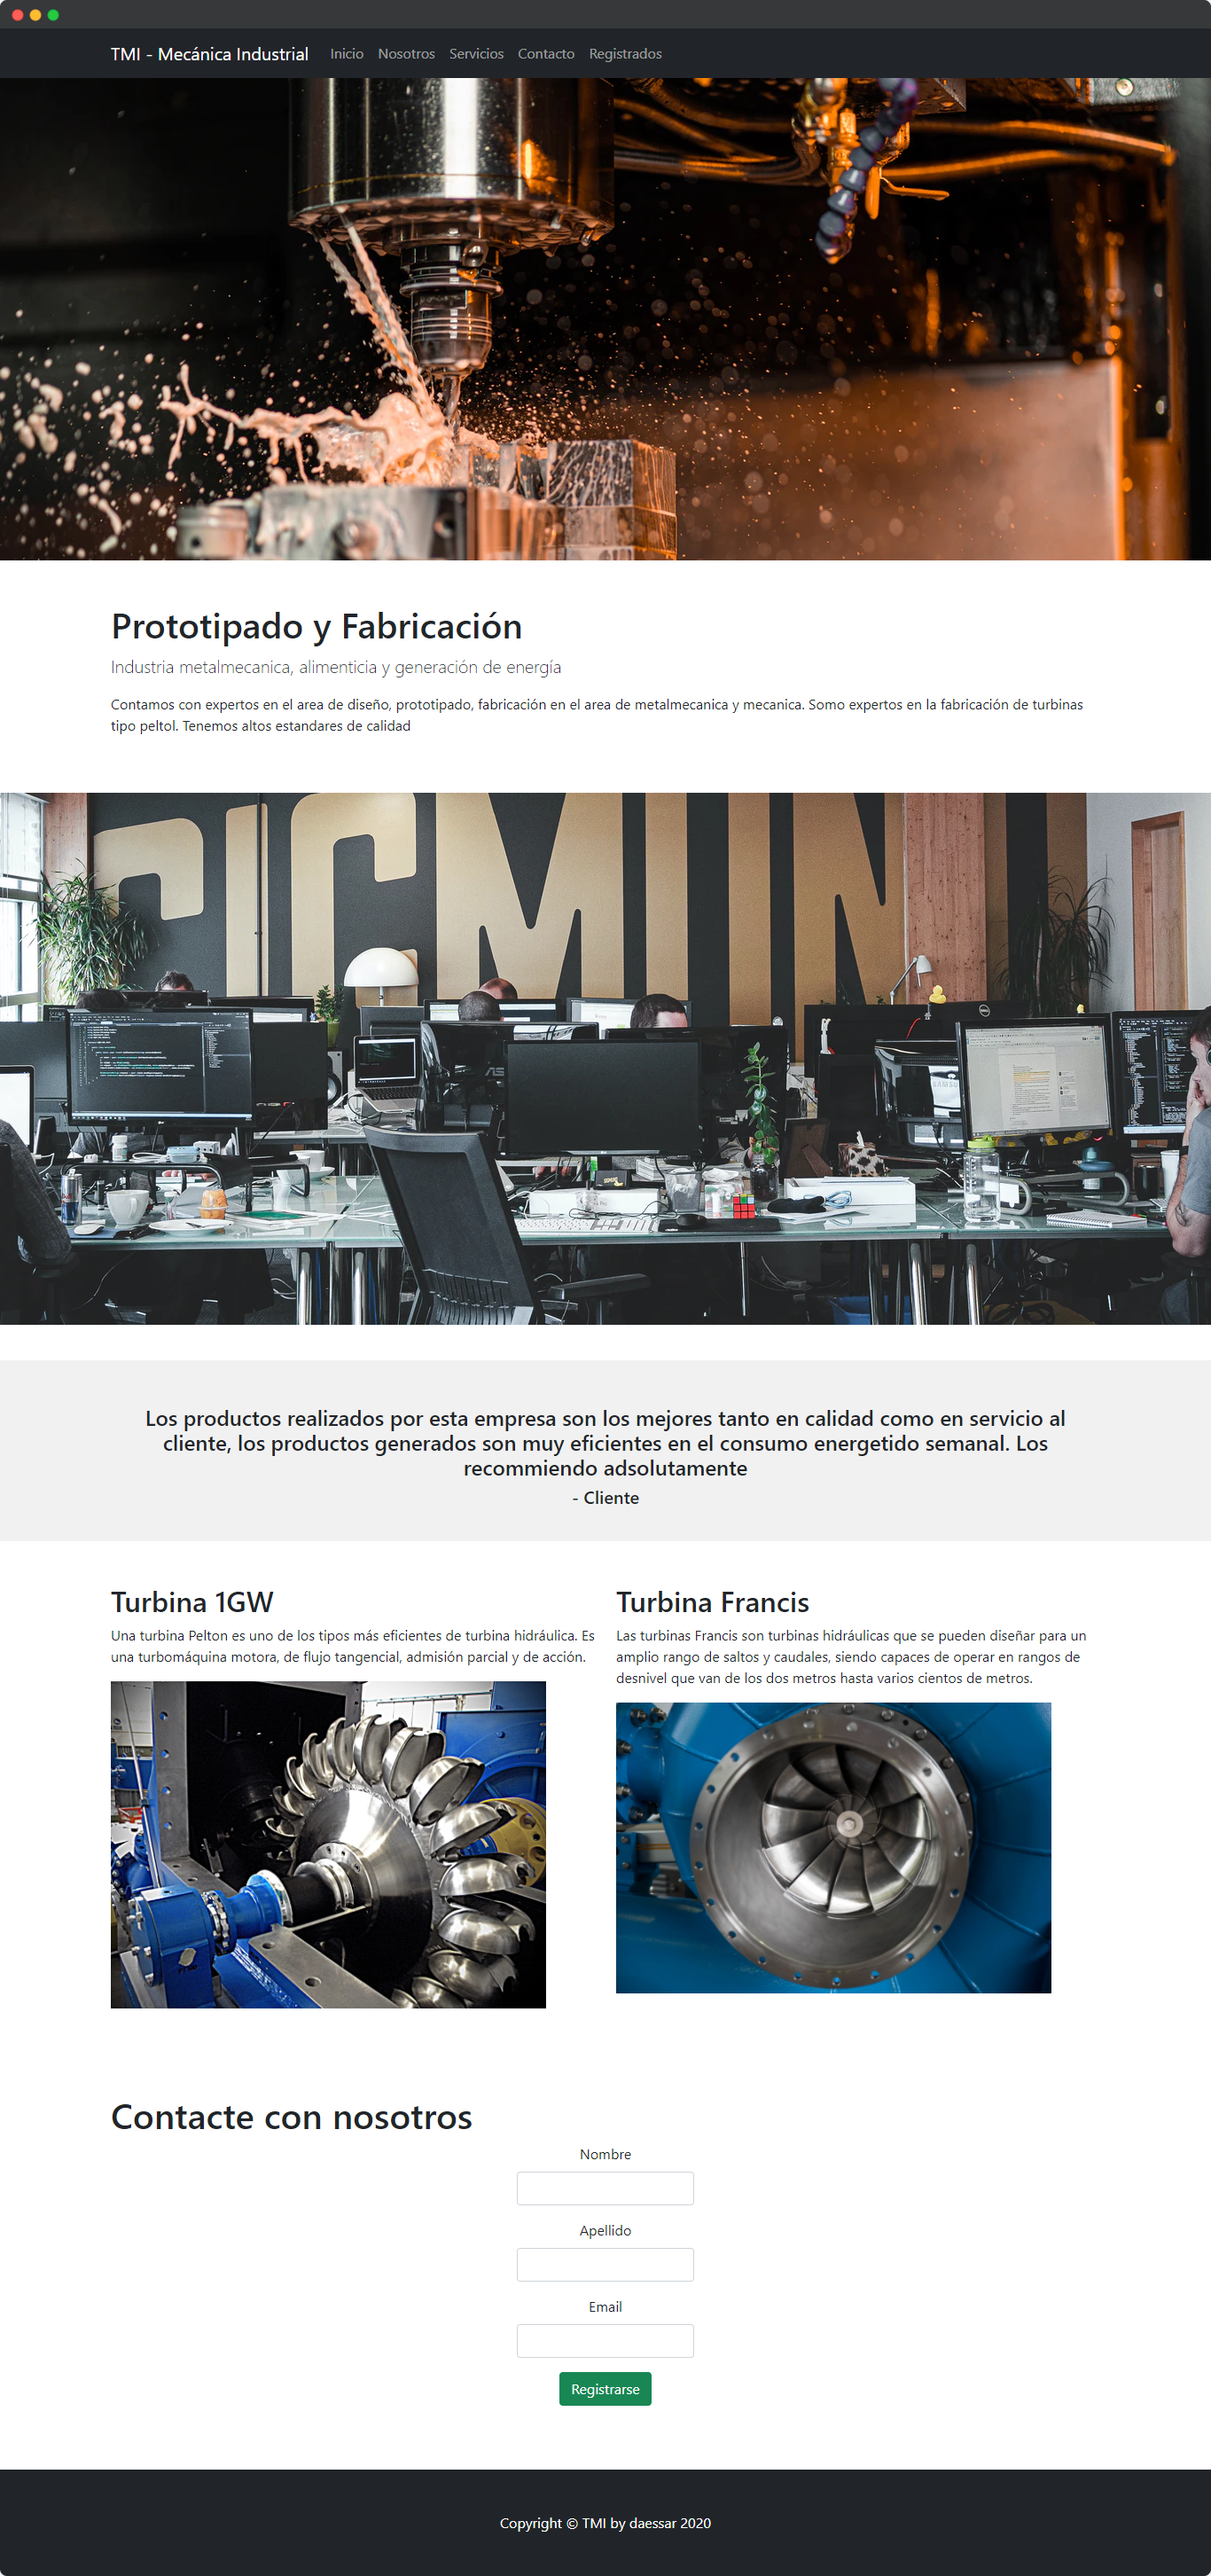 TMI - Mecánica Industrial Inicio Nosotros Servicios Contacto Registrados
Prototipado y Fabricación
Industria metalmecanica, alimenticia y generación de energía
Contamos con expertos en el area de diseño, prototipado, fabricación en el area de metalmecanica y mecanica. Somo expertos en la fabricación de turbinas
tipo peltol. Tenemos altos estandares de calidad
Los productos realizados por esta empresa son los mejores tanto en calidad como en servicio al
cliente, los productos generados son muy eficientes en el consumo energetido semanal. Los
recommiendo adsolutamente
- Cliente
Turbina 1GW
Una turbina Pelton es uno de los tipos más eficientes de turbina hidráulica. Es
una turbomáquina motora, de flujo tangencial, admisión parcial y de acción.
Turbina Francis
Las turbinas Francis son turbinas hidráulicas que se pueden diseñar para un
amplio rango de saltos y caudales, siendo capaces de operar en rangos de
desnivel que van de los dos metros hasta varios cientos de metros.
Contacte con nosotros
Nombre
Apellido
Email
Registrarse
Copyright © TMI by daessar 2020